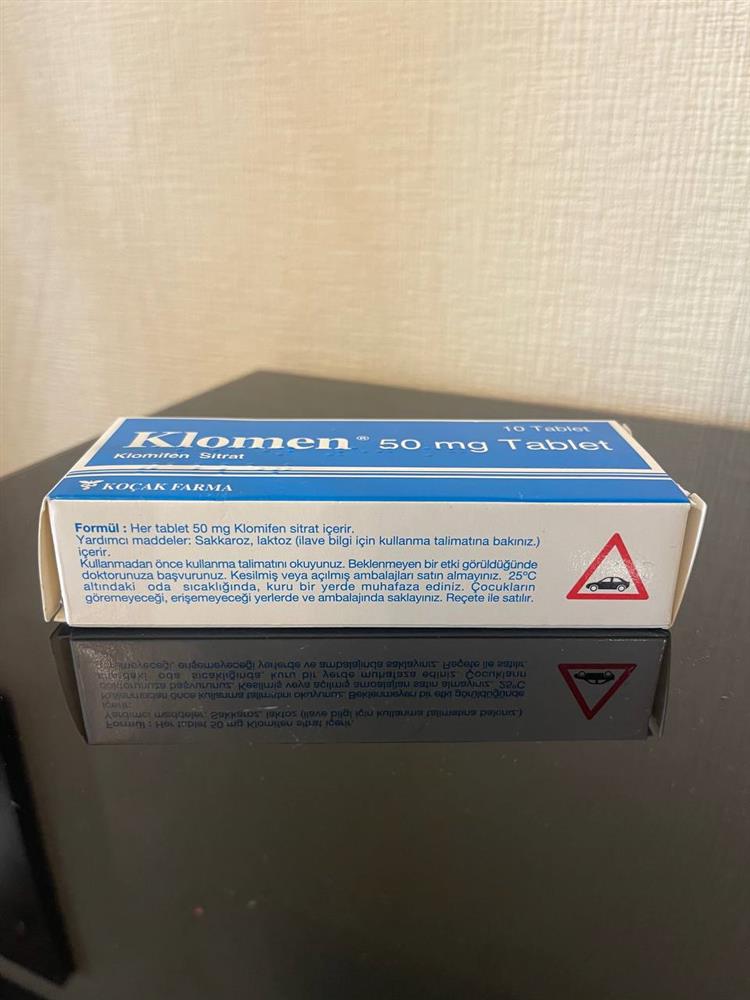 10 Tablet
Klomen® 50 mg Tablet
Klomifen Sitrat
KOÇAK FARMA
Formül : Her tablet 50 mg Klomifen sitrat içerir.
Yardımcı maddeler: Sakkaroz, laktoz (ilave bilgi için kullanma talimatına bakınız.)
içerir.
Kullanmadan önce kullanma talimatını okuyunuz. Beklenmeyen bir etki görüldüğünde
doktorunuza başvurunuz. Kesilmiş veya açılmış ambalajları satın almayınız. 25°C
altındaki oda sıcaklığında, kuru bir yerde muhafaza ediniz. Çocukların
göremeyeceği, erişemeyeceği yerlerde ve ambalajında saklayınız. Reçete ile satılır.